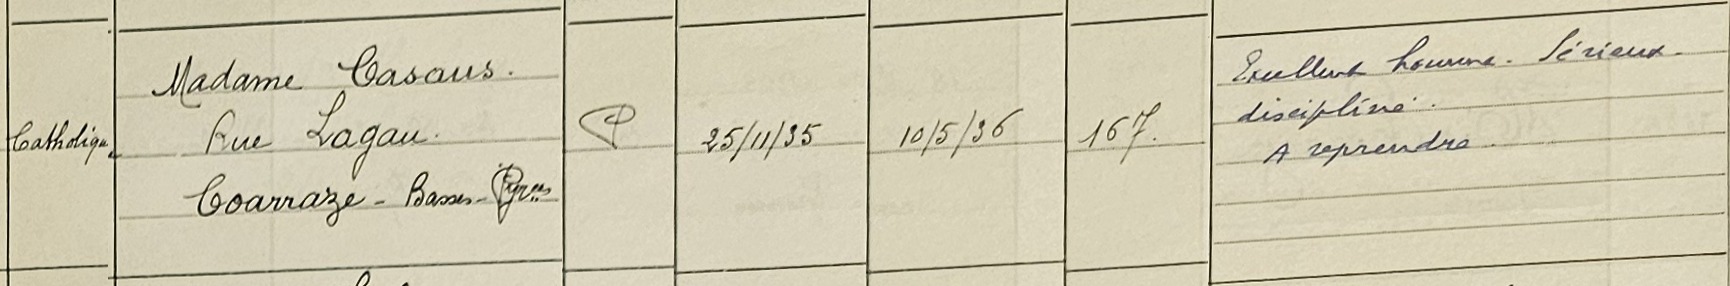 Catholique
Madame Casaus.
Rue Lagau.
Coarraze - Basses-Pyrées
P
25/11/35
10/5/36
167.
Excellent homme. Sérieux.
discipliné.
A reprendre